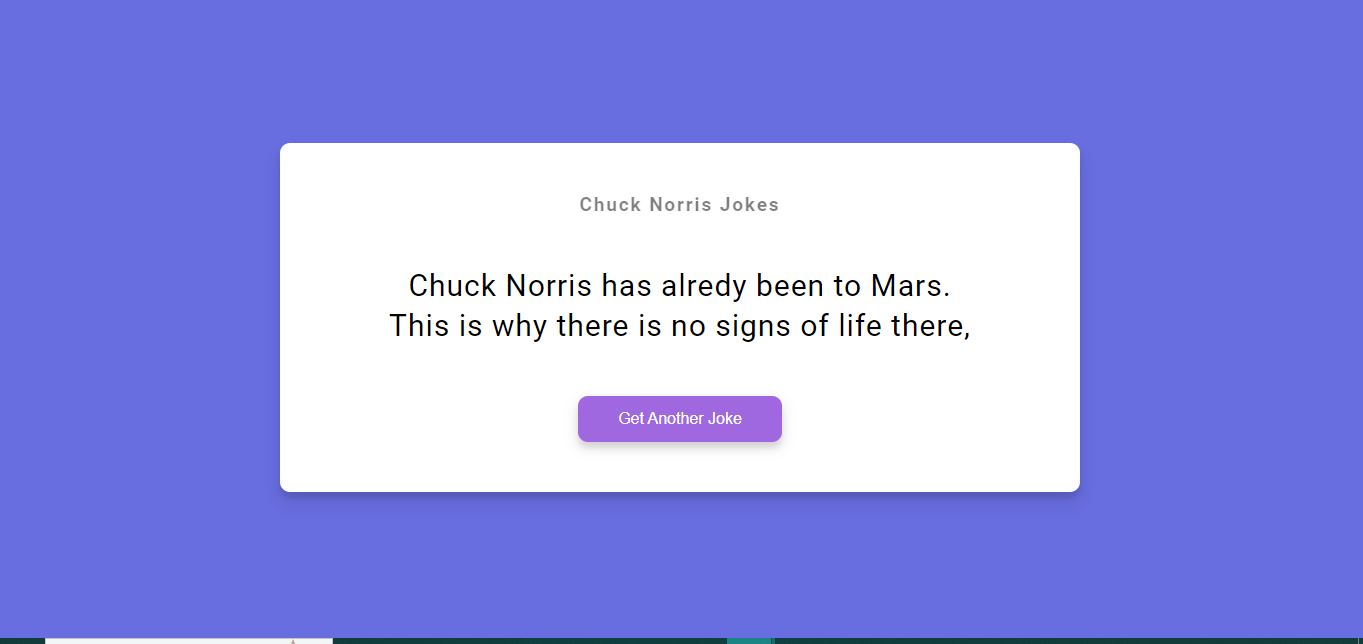 Chuck Norris Jokes
Chuck Norris has alredy been to Mars.
This is why there is no signs of life there,
Get Another Joke